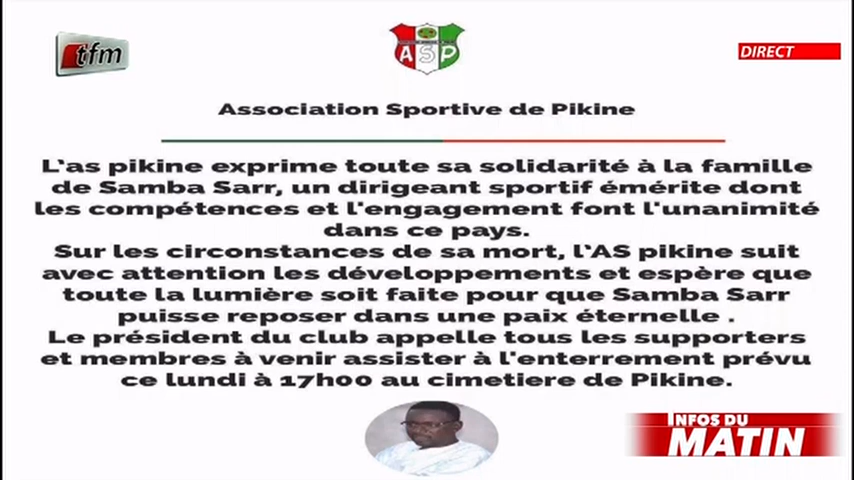 tfm
ASP
DIRECT
Association Sportive de Pikine
L'as pikine exprime toute sa solidarité à la famille
de Samba Sarr, un dirigeant sportif émérite dont
les compétences et l'engagement font l'unanimité
dans ce pays.
Sur les circonstances de sa mort, l'AS pikine suit
avec attention les développements et espère que
toute la lumière soit faite pour que Samba Sarr
puisse reposer dans une paix éternelle .
Le président du club appelle tous les supporters
et membres à venir assister à l'enterrement prévu
ce lundi à 17h00 au cimetiere de Pikine.
INFOS DU
MATIN